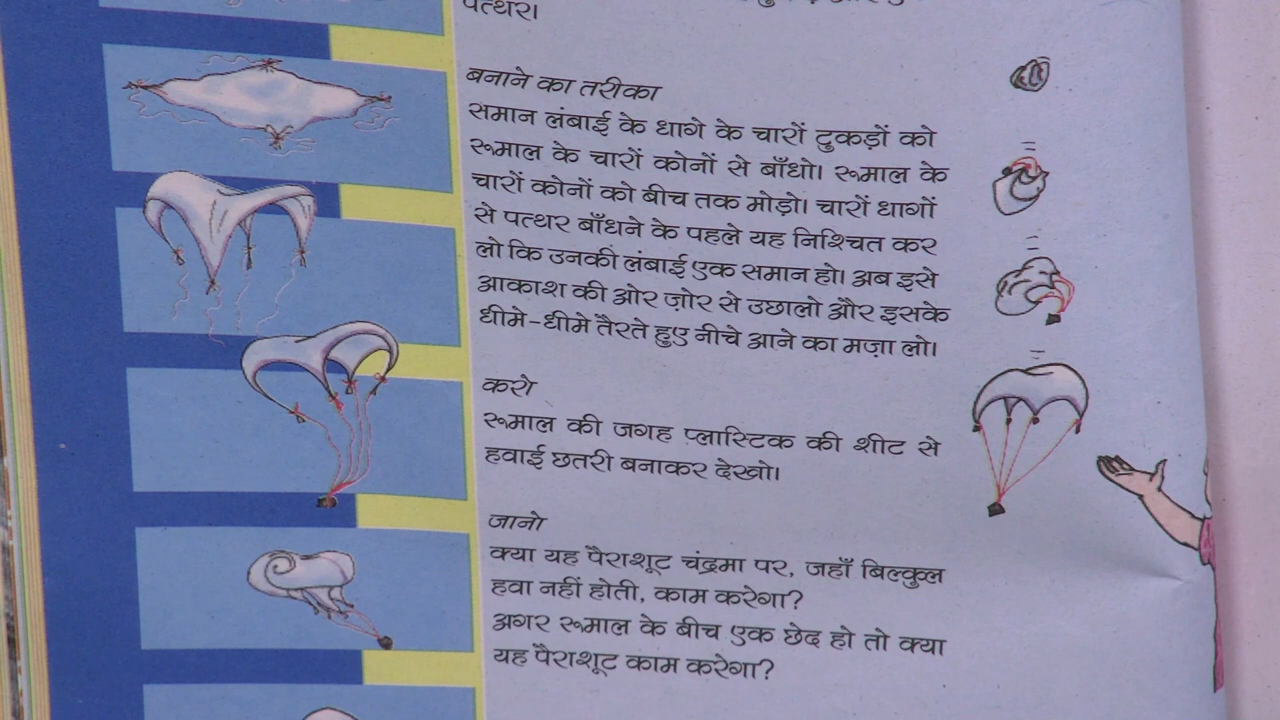 पत्थर।
बनाने का तरीका
समान लंबाई के धागे के चारों टुकड़ों को
रूमाल के चारों कोनों से बाँधो। रूमाल के
चारों कोनों को बीच तक मोड़ो। चारों धागों
से पत्थर बाँधने के पहले यह निश्चित कर
लो कि उनकी लंबाई एक समान हो। अब इसे
आकाश की ओर ज़ोर से उछालो और इसके
धीमे-धीमे तैरते हुए नीचे आने का मज़ा लो।
करो
रूमाल की जगह प्लास्टिक की शीट से
हवाई छतरी बनाकर देखो।
जानो
क्या यह पैराशूट चंद्रमा पर, जहाँ बिल्कुल
हवा नहीं होती, काम करेगा?
अगर रूमाल के बीच एक छेद हो तो क्या
यह पैराशूट काम करेगा?